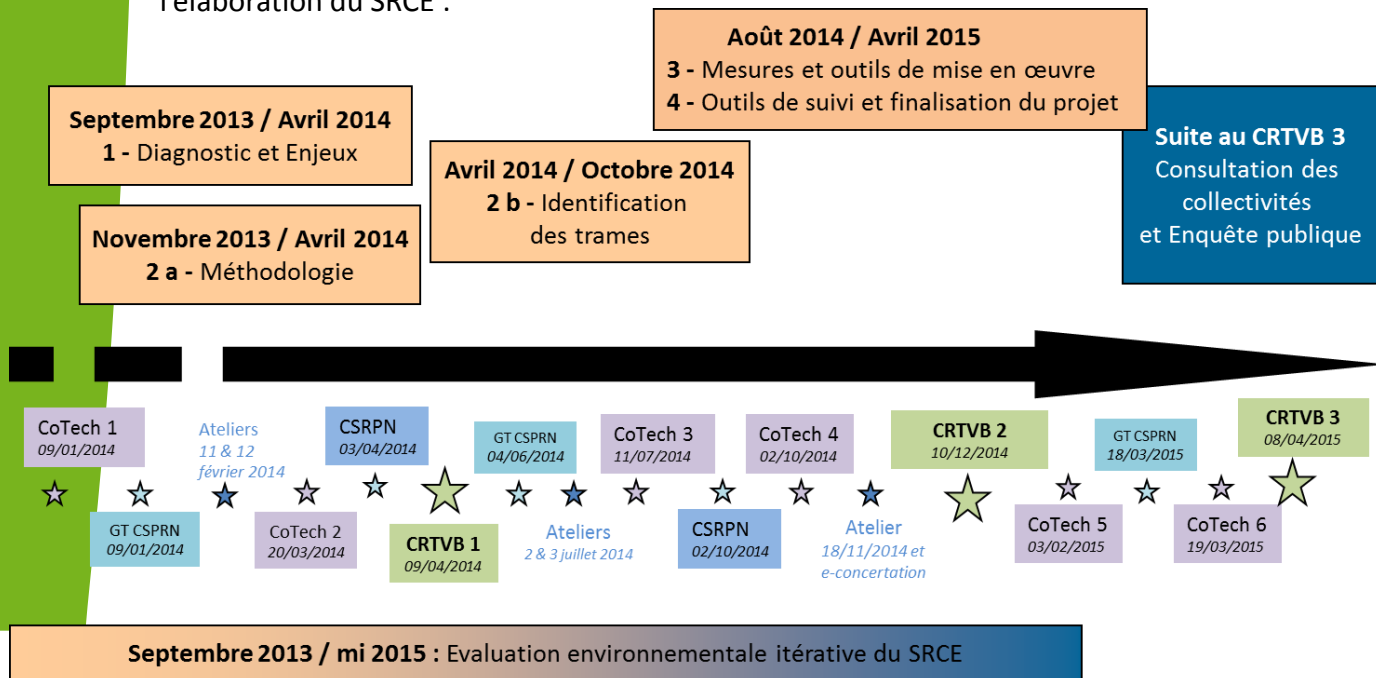 l'élaboration du SRCE :
Août 2014 / Avril 2015
3 - Mesures et outils de mise en œuvre
4 - Outils de suivi et finalisation du projet
Septembre 2013 / Avril 2014
1 - Diagnostic et Enjeux
Suite au CRTVB 3
Consultation des
collectivités
et Enquête publique
Avril 2014 / Octobre 2014
2 b - Identification
des trames
Novembre 2013 / Avril 2014
2 a - Méthodologie
CoTech 1
09/01/2014
GT CSPRN
09/01/2014
Ateliers
11 & 12
février 2014
CoTech 2
20/03/2014
CSRPN
03/04/2014
CRTVB 1
09/04/2014
GT CSPRN
04/06/2014
Ateliers
2 & 3 juillet 2014
CoTech 3
11/07/2014
CSRPN
02/10/2014
CoTech 4
02/10/2014
Atelier
18/11/2014 et
e-concertation
CRTVB 2
10/12/2014
CoTech 5
03/02/2015
GT CSPRN
18/03/2015
CoTech 6
19/03/2015
CRTVB 3
08/04/2015
Septembre 2013 / mi 2015 : Evaluation environnementale itérative du SRCE